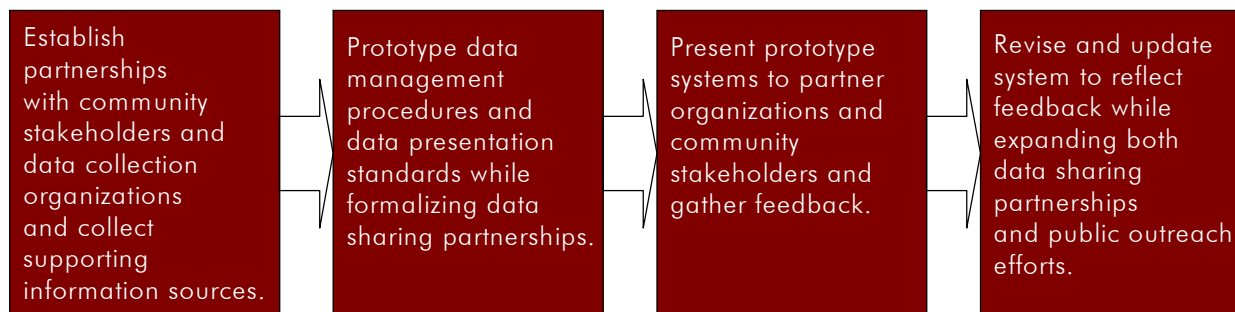 Establish
partnerships
with community
stakeholders and
data collection
organizations
and collect
supporting
information sources.
Prototype data
management
procedures and
data presentation
standards while
formalizing data
sharing partnerships.
Present prototype
systems to partner
organizations and
community
stakeholders and
gather feedback.
Revise and update
system to reflect
feedback while
expanding both
data sharing
partnerships
and public outreach
efforts.